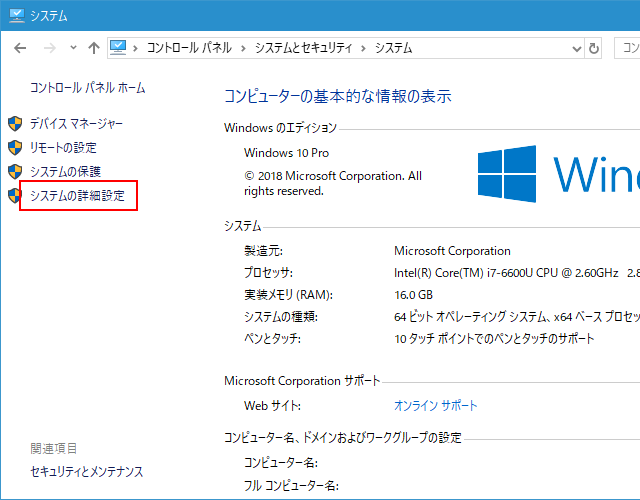 システム
コントロール パネル › システムとセキュリティ › システム
コン
コントロール パネル ホーム
デバイス マネージャー
リモートの設定
システムの保護
システムの詳細設定
コンピューターの基本的な情報の表示
Windows のエディション
Windows 10 Pro
© 2018 Microsoft Corporation. All
rights reserved.
Wind
システム
製造元: Microsoft Corporation
プロセッサ: Intel(R) Core(TM) i7-6600U CPU @ 2.60GHz 2.8
実装メモリ (RAM): 16.0 GB
システムの種類: 64 ビット オペレーティング システム、x64 ベース プロセッ
ペンとタッチ: 10 タッチ ポイントでのペンとタッチのサポート
Microsoft Corporation サポート
Web サイト: オンライン サポート
コンピューター名、ドメインおよびワークグループの設定
コンピューター名:
フル コンピューター名:
関連項目
セキュリティとメンテナンス